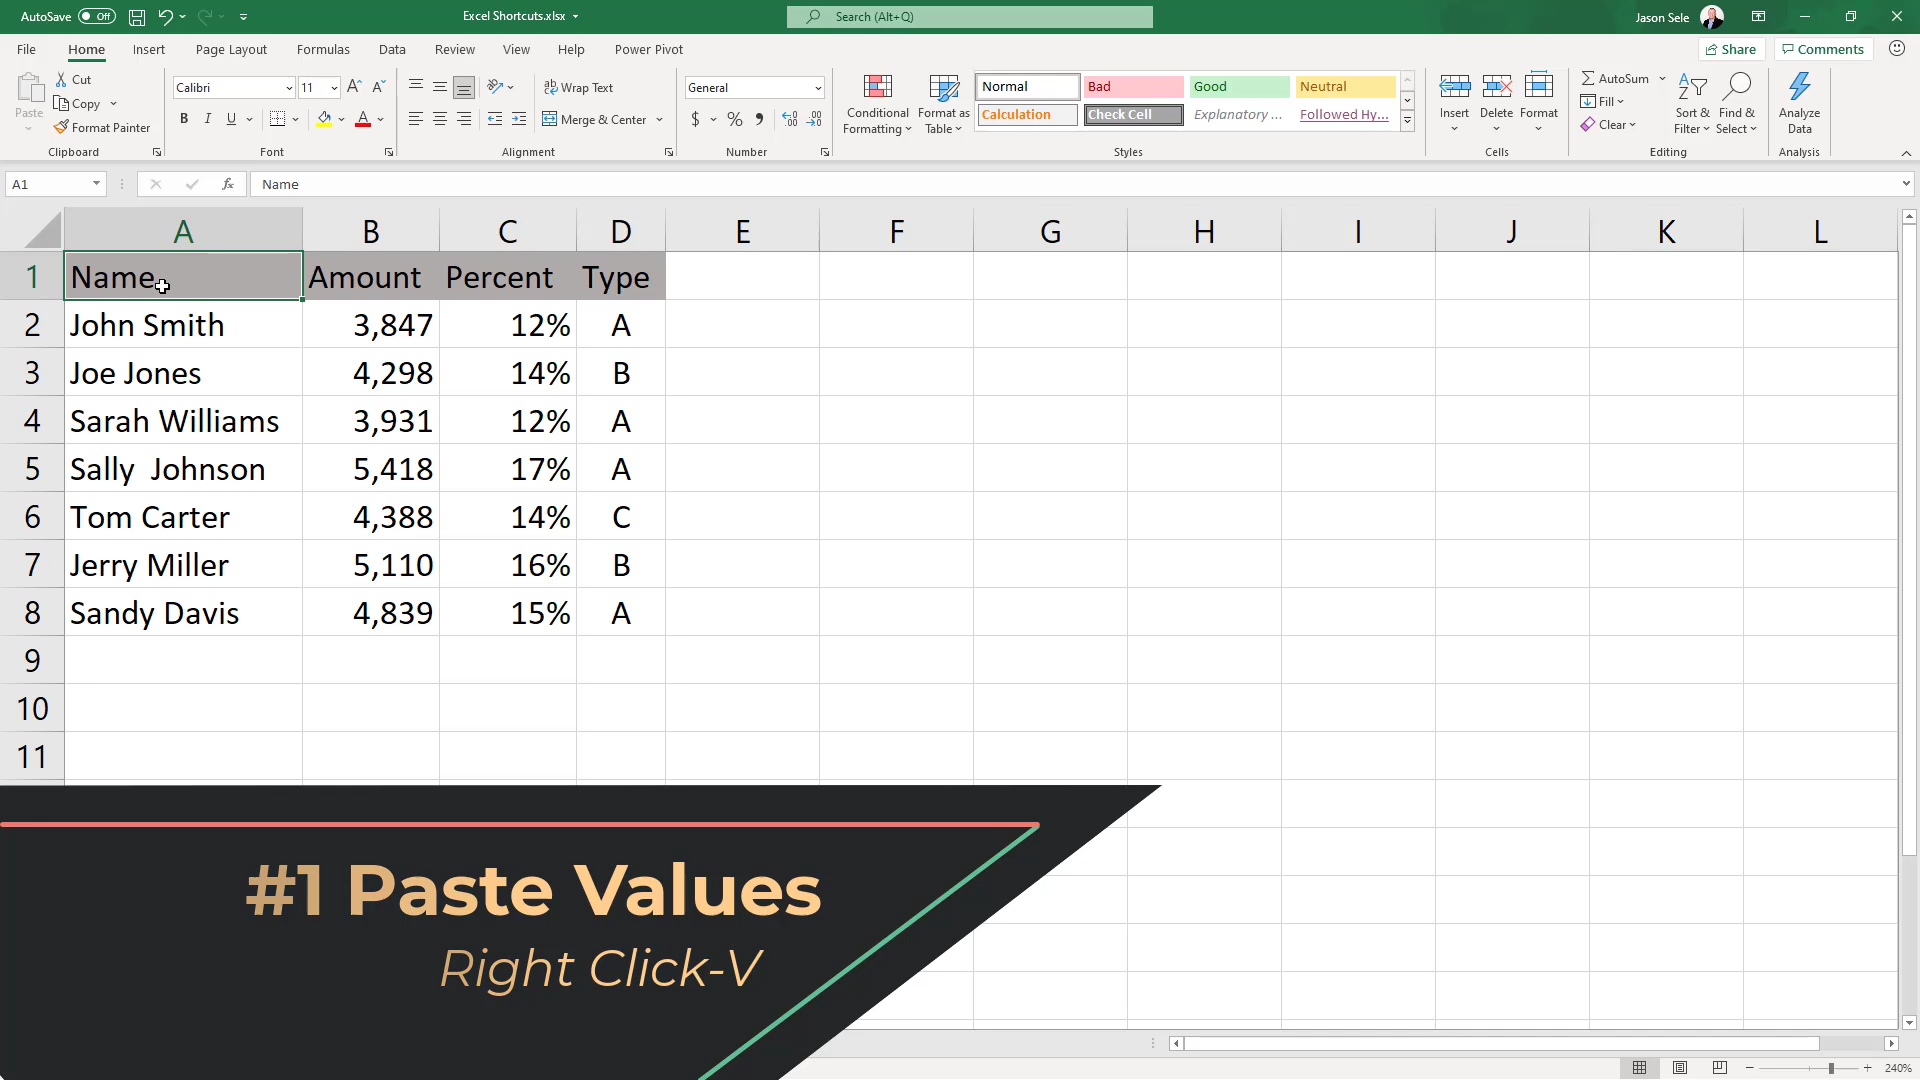 AutoSave Off Excel Shortcuts.xlsx Search (Alt+Q) Jason Sele
File Home Insert Page Layout Formulas Data Review View Help Power Pivot Share Comments
Paste Cut Copy Format Painter
Clipboard
Calibri 11
B I U
Font
Wrap Text
Merge & Center
Alignment
General
$ % 9
Number
Conditional Formatting
Format as Table
Normal Bad Good Neutral
Calculation Check Cell Explanatory ... Followed Hy...
Styles
Insert Delete Format
Cells
AutoSum
Fill
Clear
Sort & Filter
Find & Select
Editing
Analyze Data
Analysis
A1 fx Name
A B C D E F G H I J K L
1 Name Amount Percent Type
2 John Smith 3,847 12% A
3 Joe Jones 4,298 14% B
4 Sarah Williams 3,931 12% A
5 Sally  Johnson 5,418 17% A
6 Tom Carter 4,388 14% C
7 Jerry Miller 5,110 16% B
8 Sandy Davis 4,839 15% A
9
10
11
#1 Paste Values
Right Click-V
240%